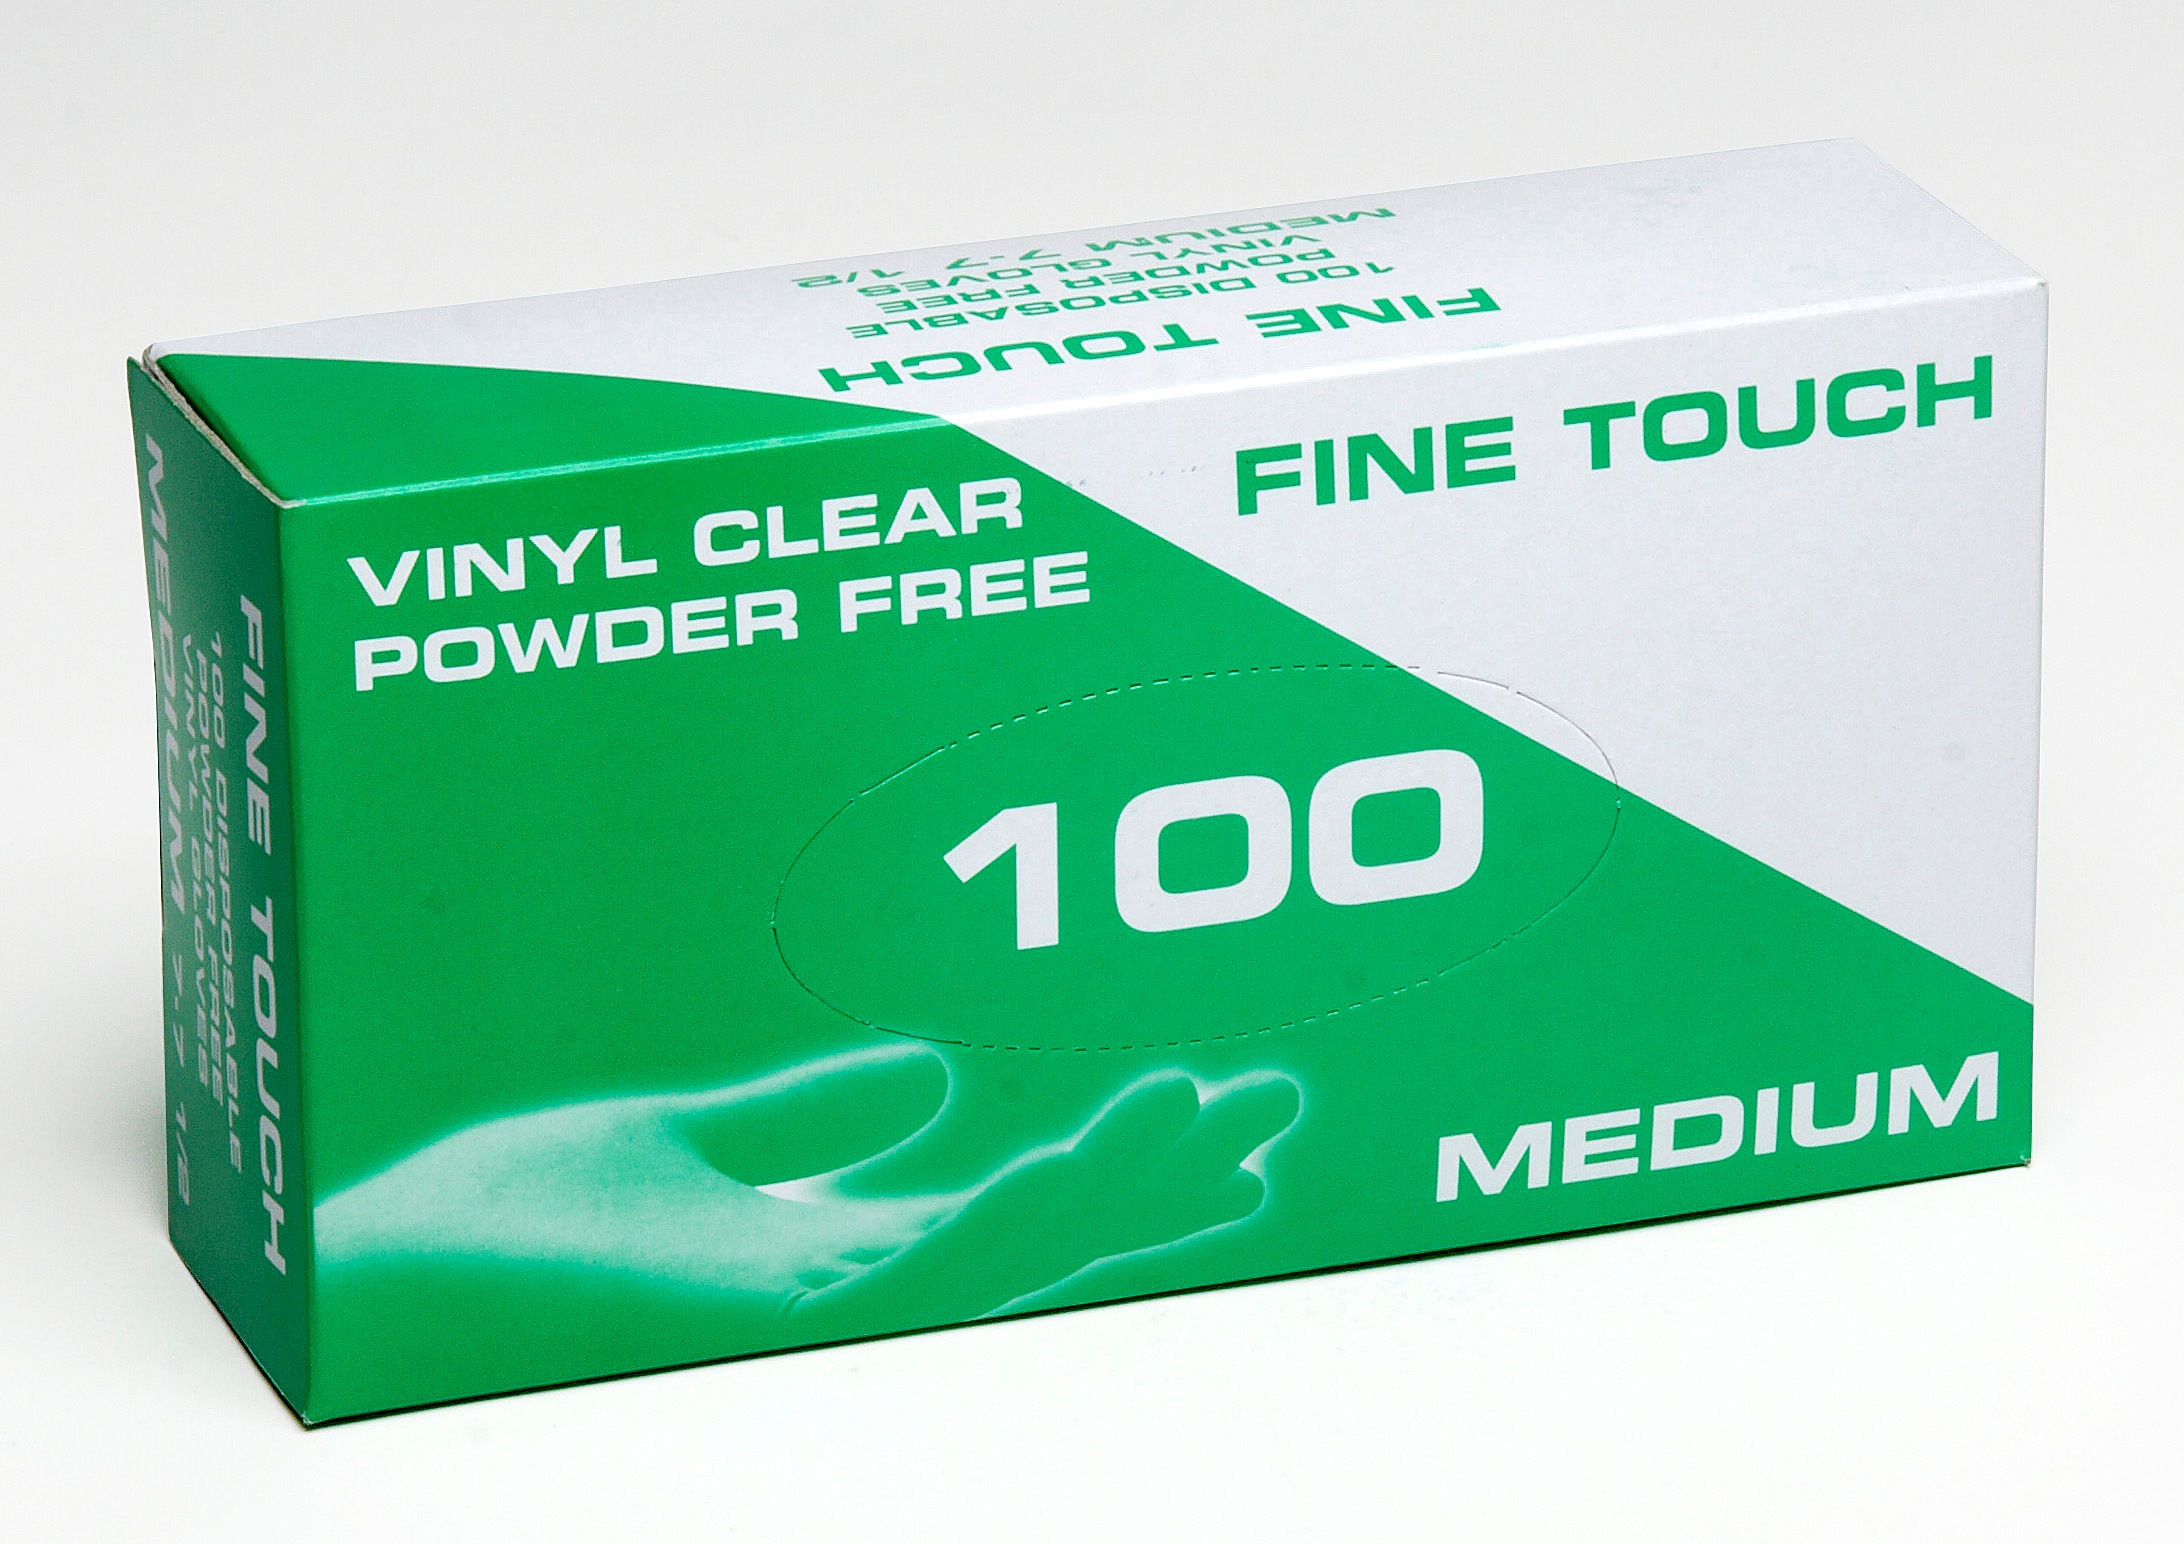 FINE TOUCH
100 DISPOSABLE
POWDER FREE
VINYL GLOVES
MEDIUM 7-7 1/2
FINE TOUCH
VINYL CLEAR
POWDER FREE
100
MEDIUM
FINE TOUCH
100 DISPOSABLE
POWDER FREE
VINYL GLOVES
MEDIUM 7-7 1/2